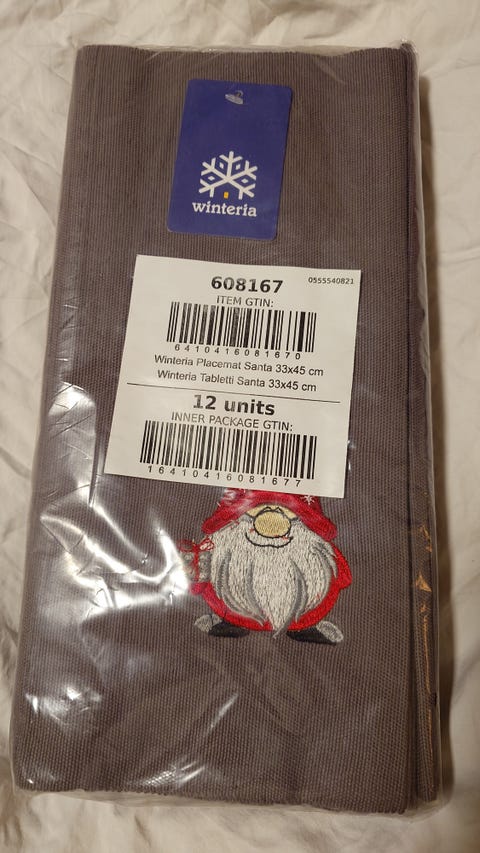 winteria
608167
0555540821
ITEM GTIN:
6410416081670
Winteria Placemat Santa 33x45 cm
Winteria Tabletti Santa 33x45 cm
12 units
INNER PACKAGE GTIN:
16410416081677